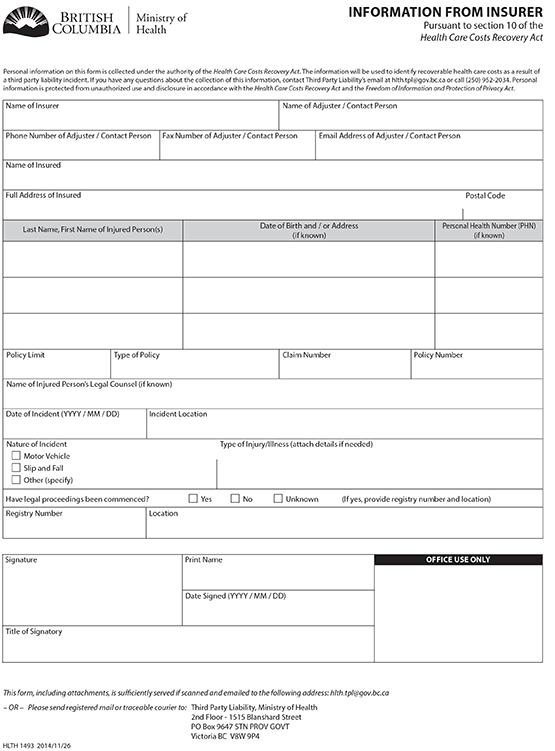 BRITISH COLUMBIA
Ministry of Health
INFORMATION FROM INSURER
Pursuant to section 10 of the
Health Care Costs Recovery Act
Personal information on this form is collected under the authority of the Health Care Costs Recovery Act. The information will be used to identify recoverable health care costs as a result of
a third party liability incident. If you have any questions about the collection of this information, contact Third Party Liability's email at hlth.tpl@gov.bc.ca or call (250) 952-2034. Personal
information is protected from unauthorized use and disclosure in accordance with the Health Care Costs Recovery Act and the Freedom of Information and Protection of Privacy Act.
Name of Insurer
Name of Adjuster / Contact Person
Phone Number of Adjuster / Contact Person
Fax Number of Adjuster / Contact Person
Email Address of Adjuster / Contact Person
Name of Insured
Full Address of Insured
Postal Code
Last Name, First Name of Injured Person(s)
Date of Birth and / or Address
(if known)
Personal Health Number (PHN)
(if known)
Policy Limit
Type of Policy
Claim Number
Policy Number
Name of Injured Person's Legal Counsel (if known)
Date of Incident (YYYY / MM / DD)
Incident Location
Nature of Incident
Type of Injury/Illness (attach details if needed)
Motor Vehicle
Slip and Fall
Other (specify)
Have legal proceedings been commenced?
Yes
No
Unknown
(If yes, provide registry number and location)
Registry Number
Location
Signature
Print Name
OFFICE USE ONLY
Date Signed (YYYY / MM / DD)
Title of Signatory
This form, including attachments, is sufficiently served if scanned and emailed to the following address: hlth.tpl@gov.bc.ca
– OR – Please send registered mail or traceable courier to: Third Party Liability, Ministry of Health
2nd Floor - 1515 Blanshard Street
PO Box 9647 STN PROV GOVT
Victoria BC V8W 9P4
HLTH 1493 2014/11/26